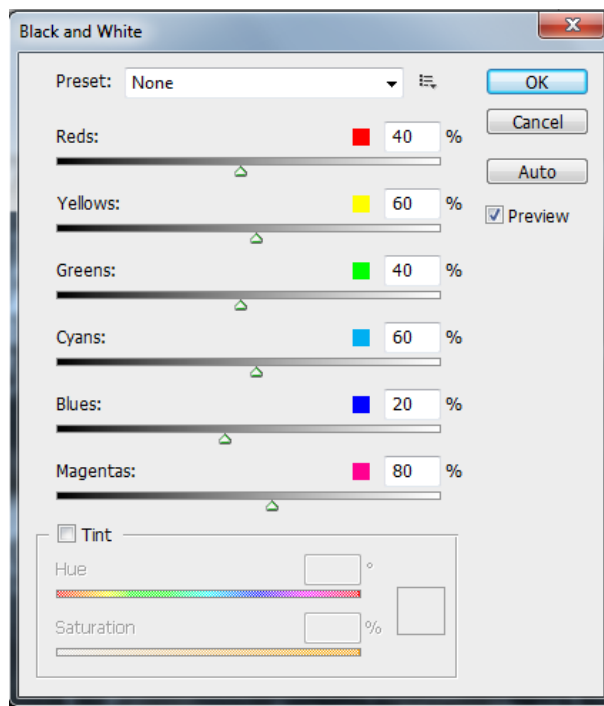 Black and White
Preset: None
OK
Cancel
Auto
Preview
Reds: 40 %
Yellows: 60 %
Greens: 40 %
Cyans: 60 %
Blues: 20 %
Magentas: 80 %
Tint
Hue °
Saturation %